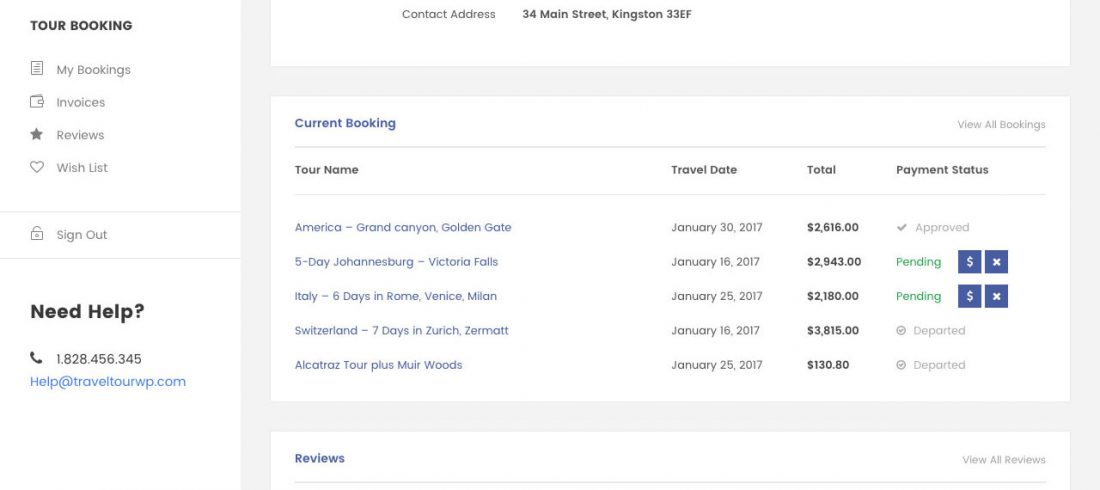 TOUR BOOKING
My Bookings
Invoices
Reviews
Wish List
Sign Out
Need Help?
1.828.456.345
Help@traveltourwp.com
Contact Address 34 Main Street, Kingston 33EF
Current Booking View All Bookings
Tour Name Travel Date Total Payment Status
America – Grand canyon, Golden Gate January 30, 2017 $2,616.00 Approved
5-Day Johannesburg – Victoria Falls January 16, 2017 $2,943.00 Pending $
Italy – 6 Days in Rome, Venice, Milan January 25, 2017 $2,180.00 Pending $
Switzerland – 7 Days in Zurich, Zermatt January 16, 2017 $3,815.00 Departed
Alcatraz Tour plus Muir Woods January 25, 2017 $130.80 Departed
Reviews View All Reviews